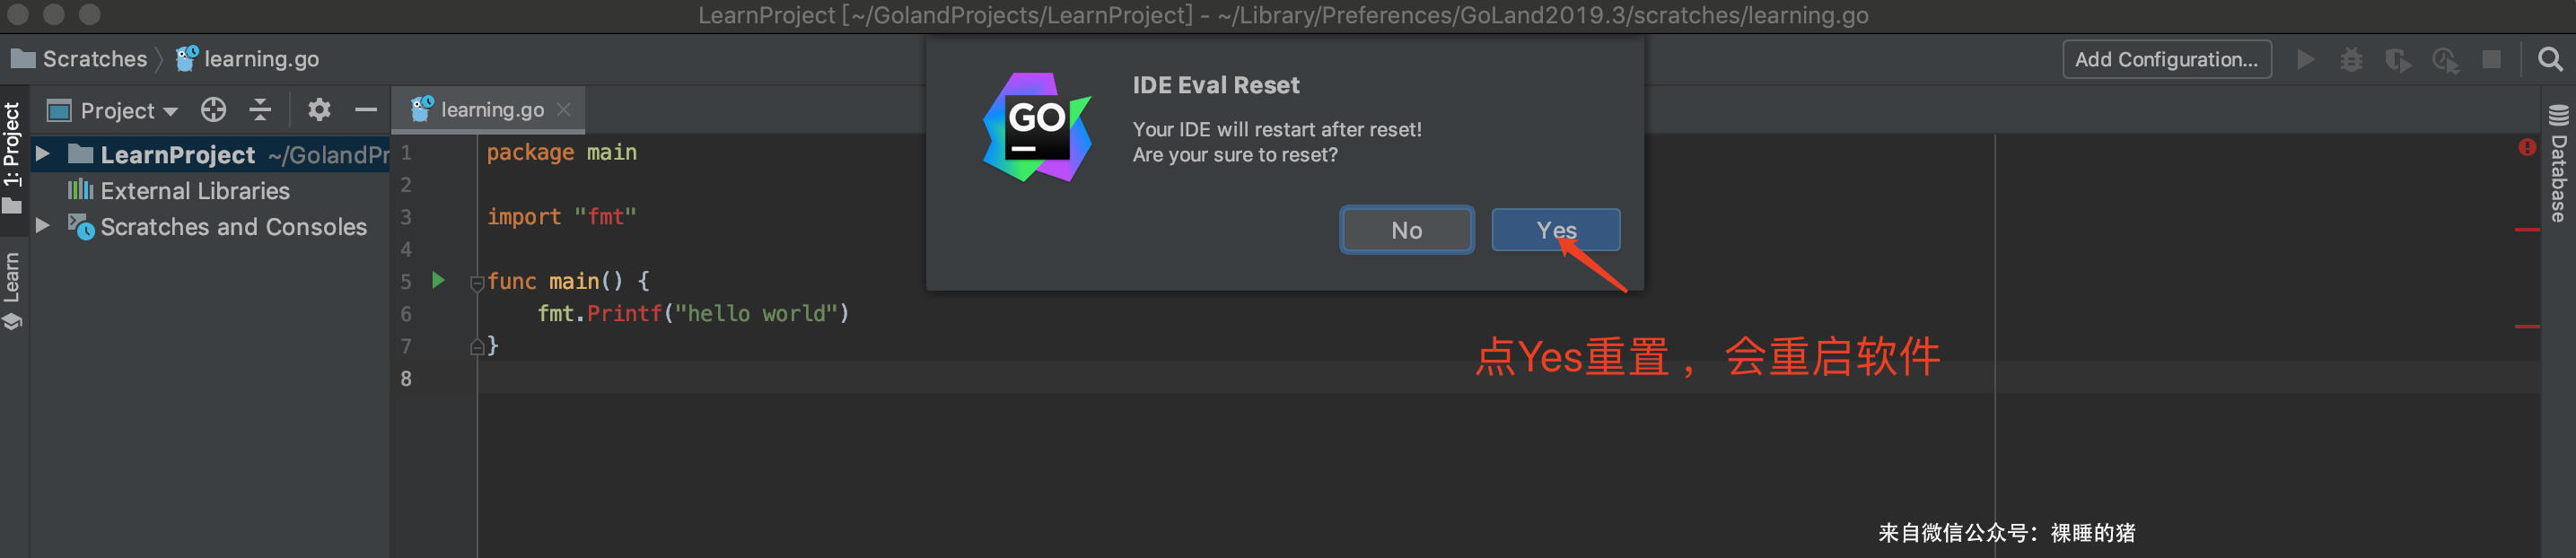 LearnProject [~/GolandProjects/LearnProject] - ~/Library/Preferences/GoLand2019.3/scratches/learning.go
Scratches
learning.go
Add Configuration...
1: Project
Learn
Project
LearnProject ~/GolandPr
External Libraries
Scratches and Consoles
learning.go
1 package main
2
3 import "fmt"
4
5 func main() {
6 fmt.Printf("hello world")
7 }
8
GO
IDE Eval Reset
Your IDE will restart after reset!
Are your sure to reset?
No
Yes
点Yes重置，会重启软件
Database
来自微信公众号：裸睡的猪